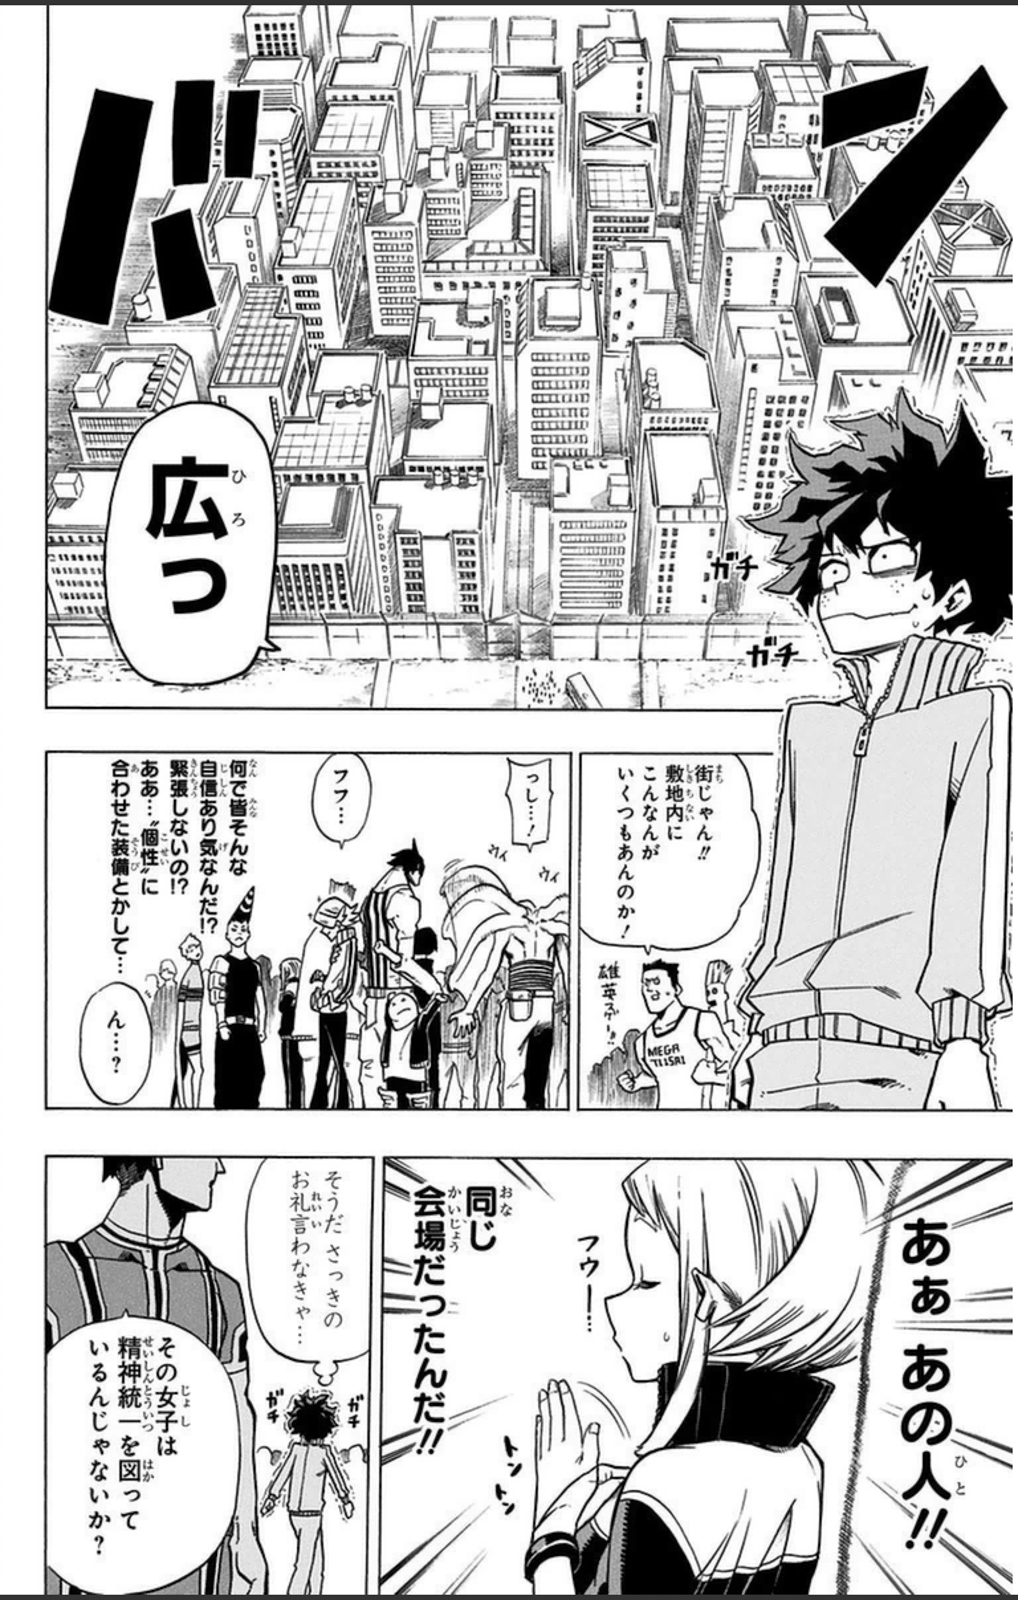 バン
広っ
ガチ
ガチ
街じゃん!!
敷地内に
こんなんが
いくつもあんのか!
雄英スゲー!!
MEGA
っし…!
ウィ
ウィ
フフ…
何で皆そんな
自信あり気なんだ!?
緊張しないの!?
ああ…“個性”に
合わせた装備とかして…
ん…?
あぁ あの人!!
フゥー…
トントン
同じ
会場だったんだ!!
そうだ さっきの
お礼言わなきゃ…
ガチ
ガチ
その女子は
精神統一を図って
いるんじゃないか?